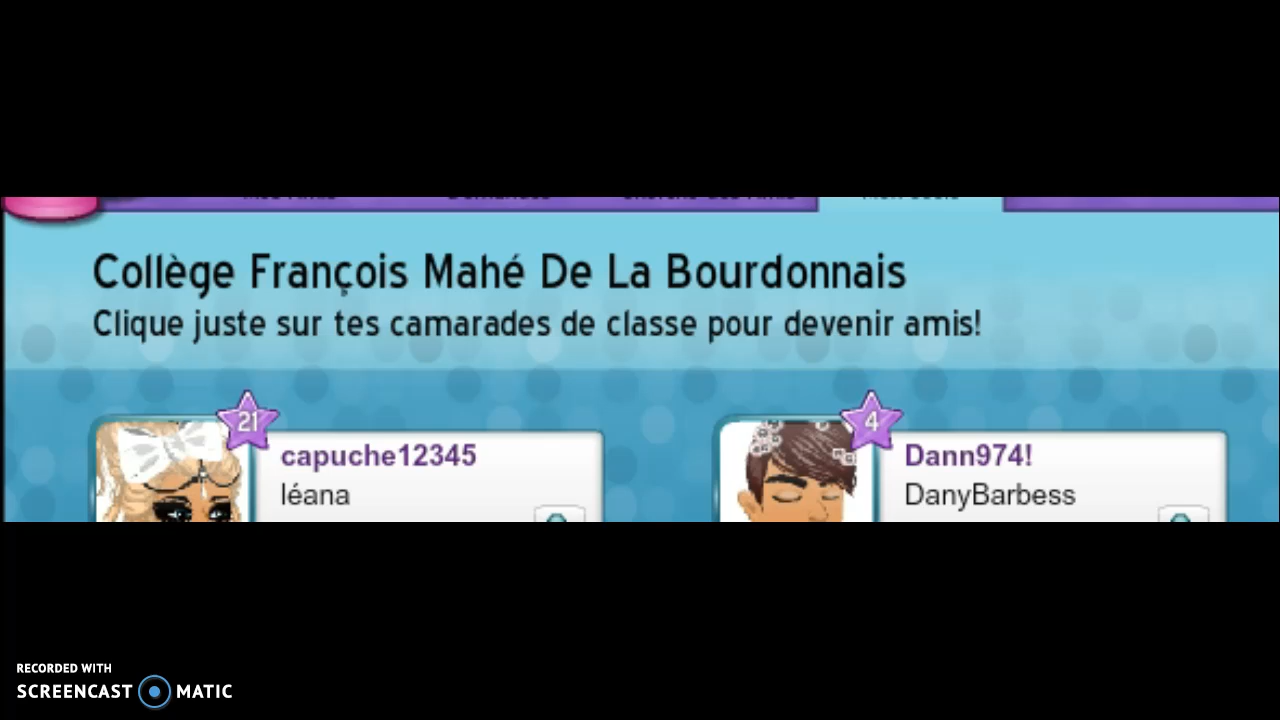 Collège François Mahé De La Bourdonnais
Clique juste sur tes camarades de classe pour devenir amis!
21
capuche12345
léana
4
Dann974!
DanyBarbess
RECORDED WITH
SCREENCAST MATIC